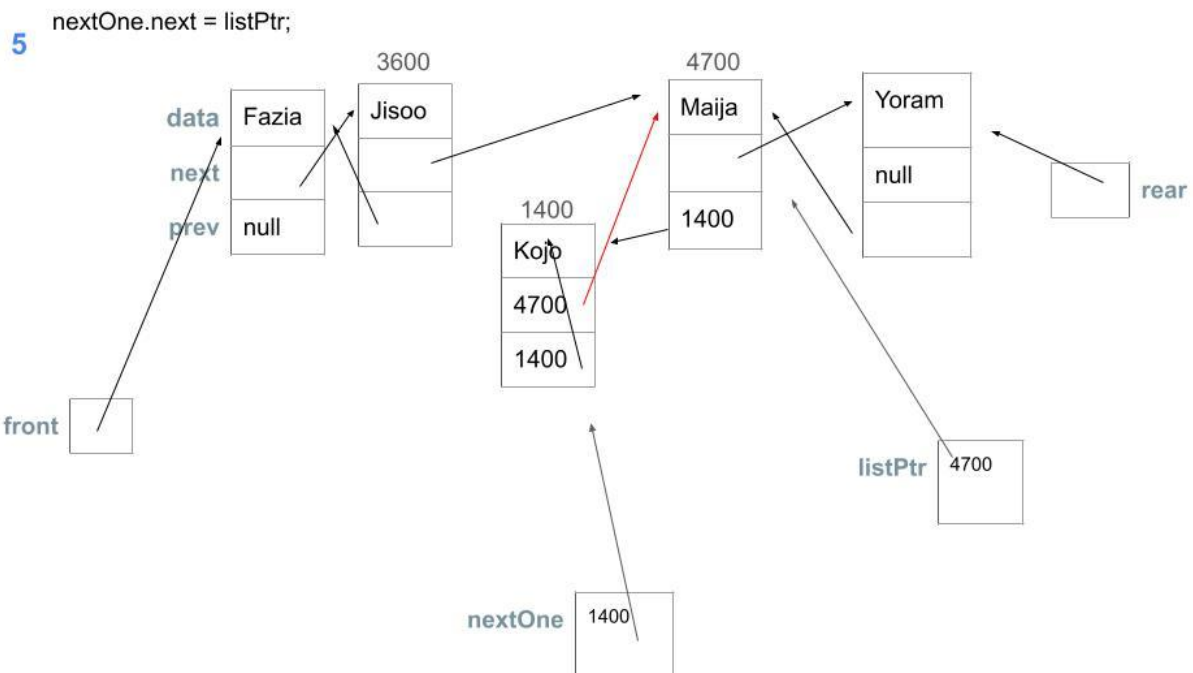 nextOne.next = listPtr;
5
3600
4700
data
Fazia
Jisoo
Maija
Yoram
next
null
rear
prev
null
1400
1400
Kojo
4700
1400
front
listPtr
4700
nextOne
1400